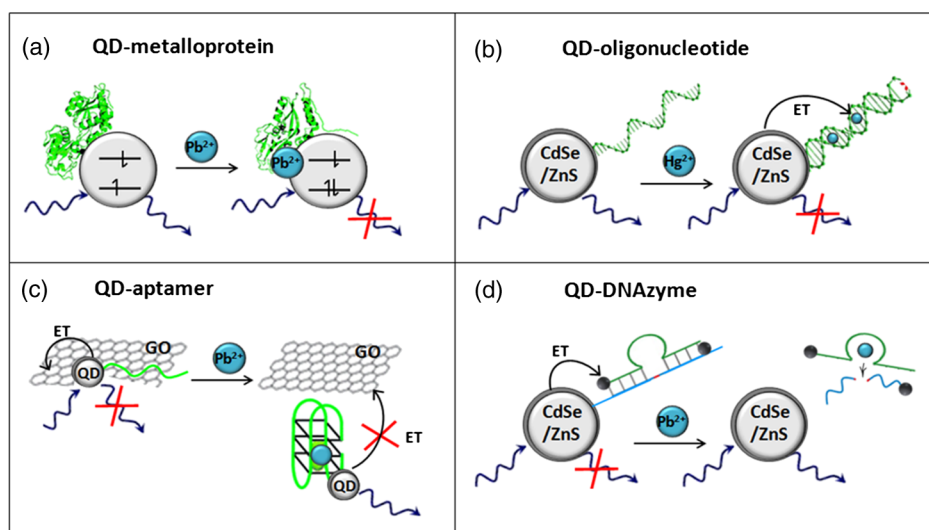 (a) QD-metalloprotein
Pb²⁺
Pb²⁺
(b) QD-oligonucleotide
ET
CdSe
/ZnS
Hg²⁺
CdSe
/ZnS
(c) QD-aptamer
ET
GO
QD
Pb²⁺
GO
ET
QD
(d) QD-DNAzyme
ET
CdSe
/ZnS
Pb²⁺
CdSe
/ZnS